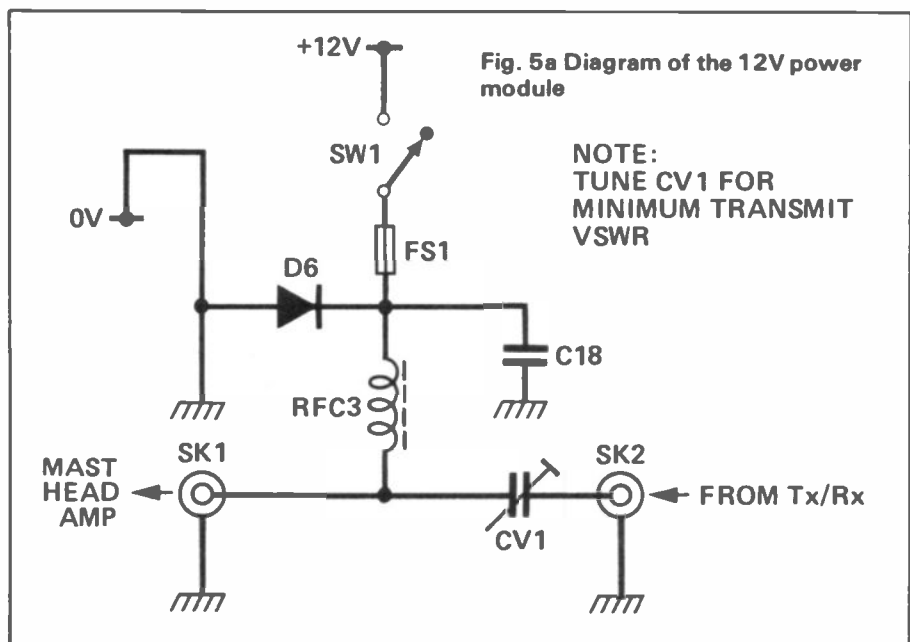 +12V
Fig. 5a Diagram of the 12V power
module
SW1
NOTE:
TUNE CV1 FOR
MINIMUM TRANSMIT
VSWR
0V
FS1
D6
C18
RFC3
MAST
HEAD
AMP
SK1
SK2
FROM Tx/Rx
CV1